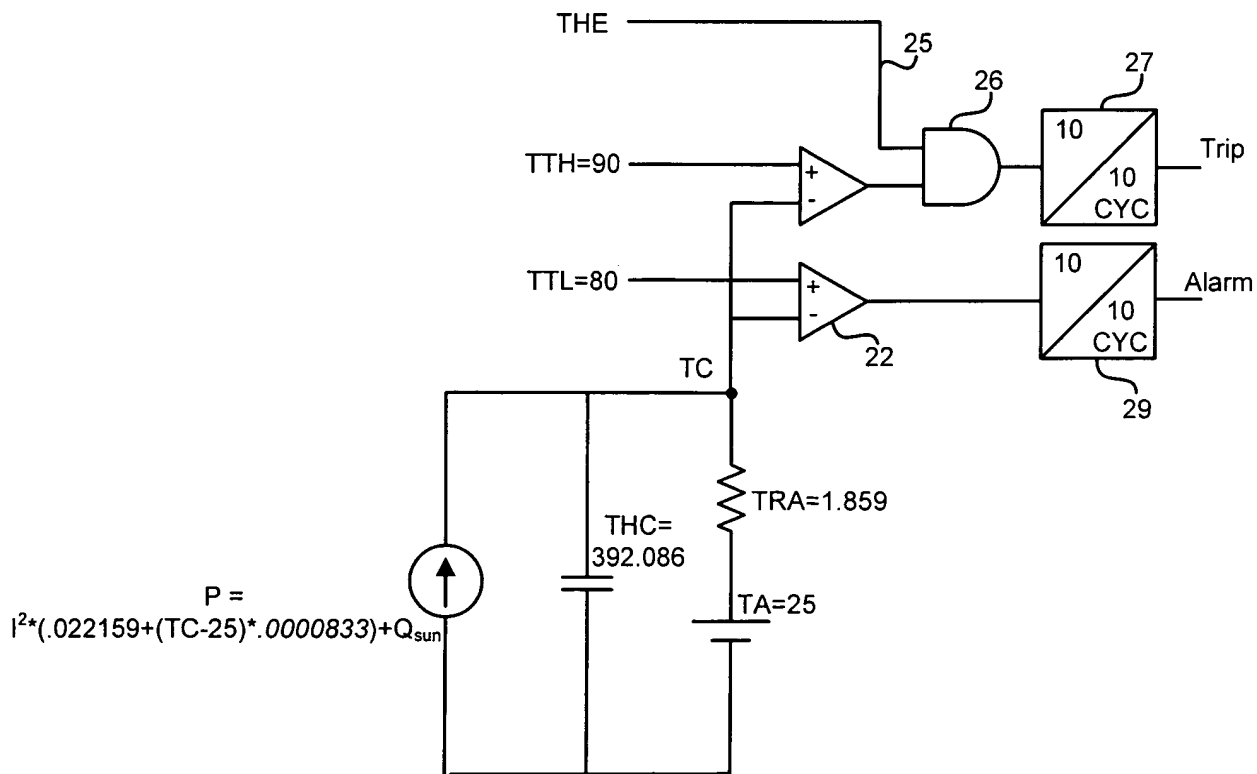 THE
25
26
27
10
10
CYC
Trip
TTH=90
+
-
TTL=80
+
-
22
10
10
CYC
Alarm
29
TC
TRA=1.859
THC=
392.086
TA=25
P =
I²*(.022159+(TC-25)*.0000833)+Qsun